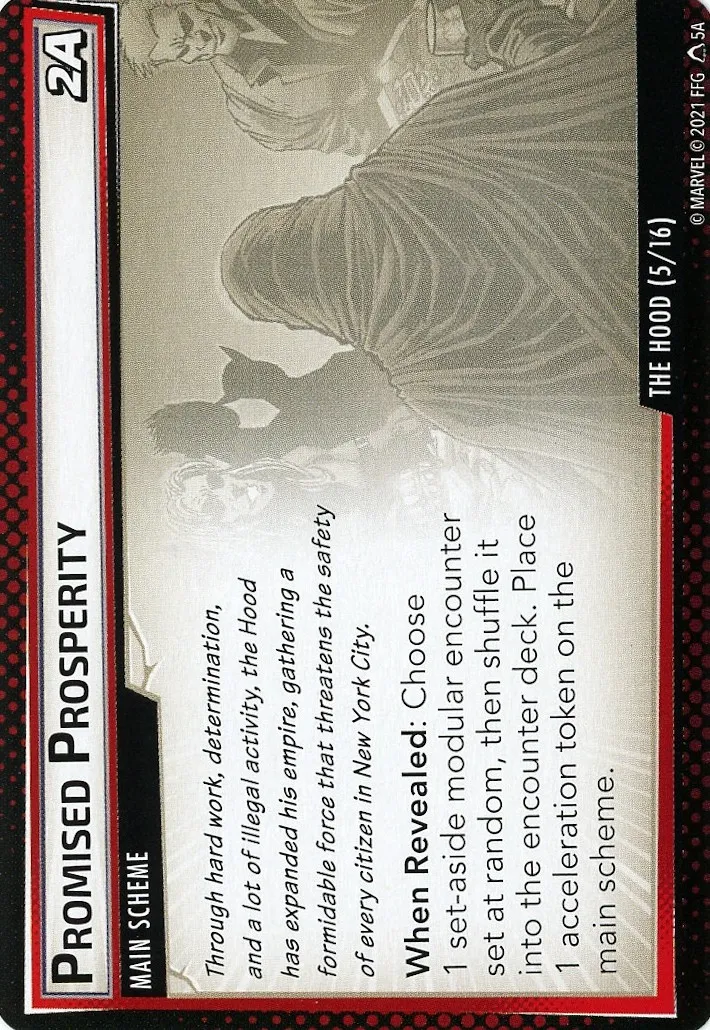 PROMISED PROSPERITY
2A
MAIN SCHEME
Through hard work, determination,
and a lot of illegal activity, the Hood
has expanded his empire, gathering a
formidable force that threatens the safety
of every citizen in New York City.
When Revealed: Choose
1 set-aside modular encounter
set at random, then shuffle it
into the encounter deck. Place
1 acceleration token on the
main scheme.
THE HOOD (5/16)
© MARVEL © 2021 FFG 5A